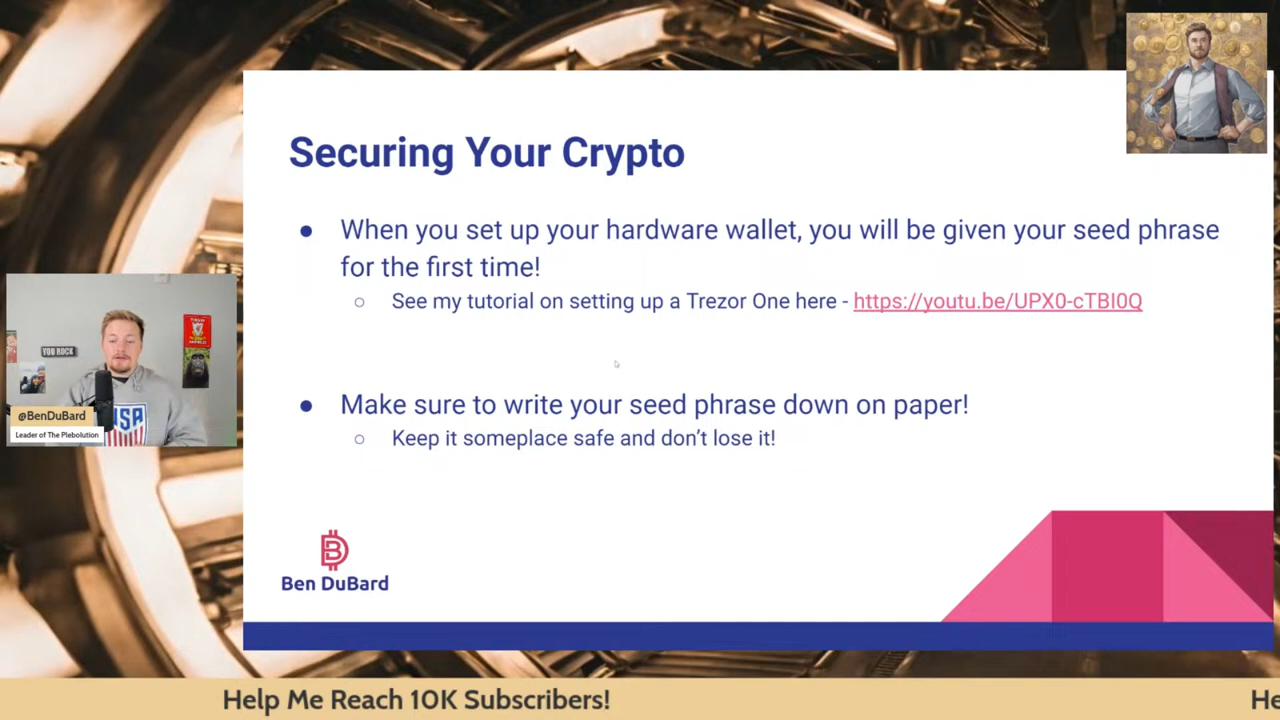 Securing Your Crypto
● When you set up your hardware wallet, you will be given your seed phrase
for the first time!
○ See my tutorial on setting up a Trezor One here - https://youtu.be/UPX0-cTBI0Q
● Make sure to write your seed phrase down on paper!
○ Keep it someplace safe and don't lose it!
YOU ROCK
USA
@BenDuBard
Leader of The Plebolution
Ben DuBard
Help Me Reach 10K Subscribers!
He